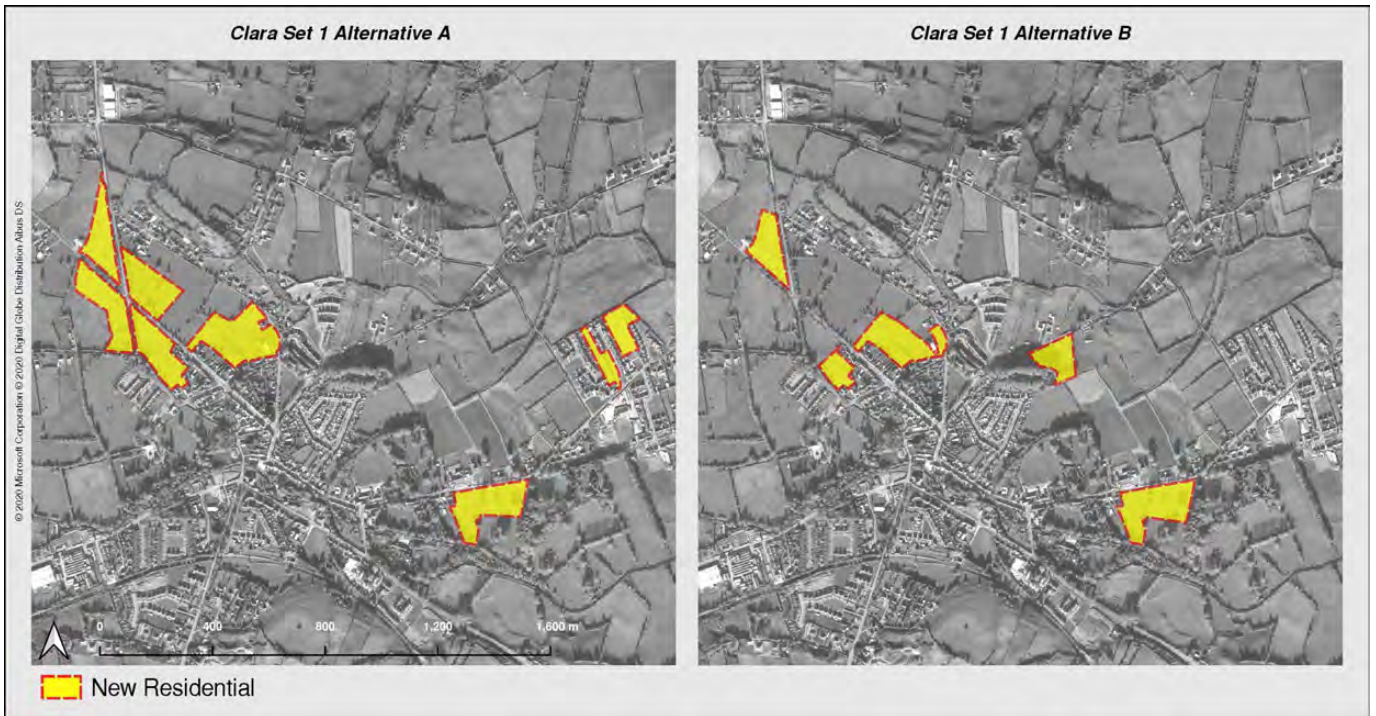 Clara Set 1 Alternative A
Clara Set 1 Alternative B
© 2020 Microsoft Corporation © 2020 Digital Globe Distribution Aibus DS
0 400 800 1,200 1,600 m
New Residential